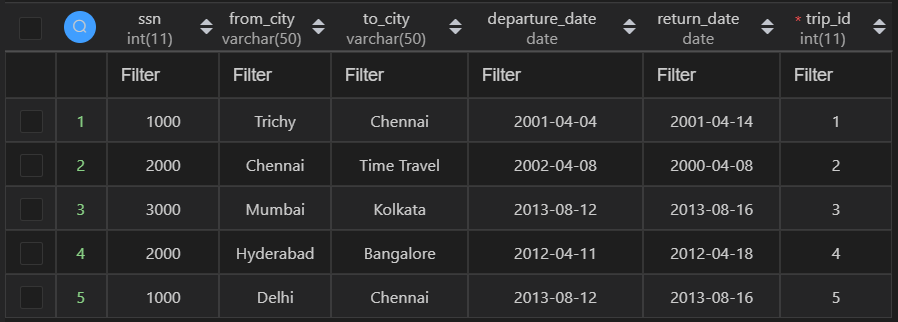 ssn from_city to_city departure_date return_date * trip_id
int(11) varchar(50) varchar(50) date date int(11)
Filter Filter Filter Filter Filter Filter
1 1000 Trichy Chennai 2001-04-04 2001-04-14 1
2 2000 Chennai Time Travel 2002-04-08 2000-04-08 2
3 3000 Mumbai Kolkata 2013-08-12 2013-08-16 3
4 2000 Hyderabad Bangalore 2012-04-11 2012-04-18 4
5 1000 Delhi Chennai 2013-08-12 2013-08-16 5